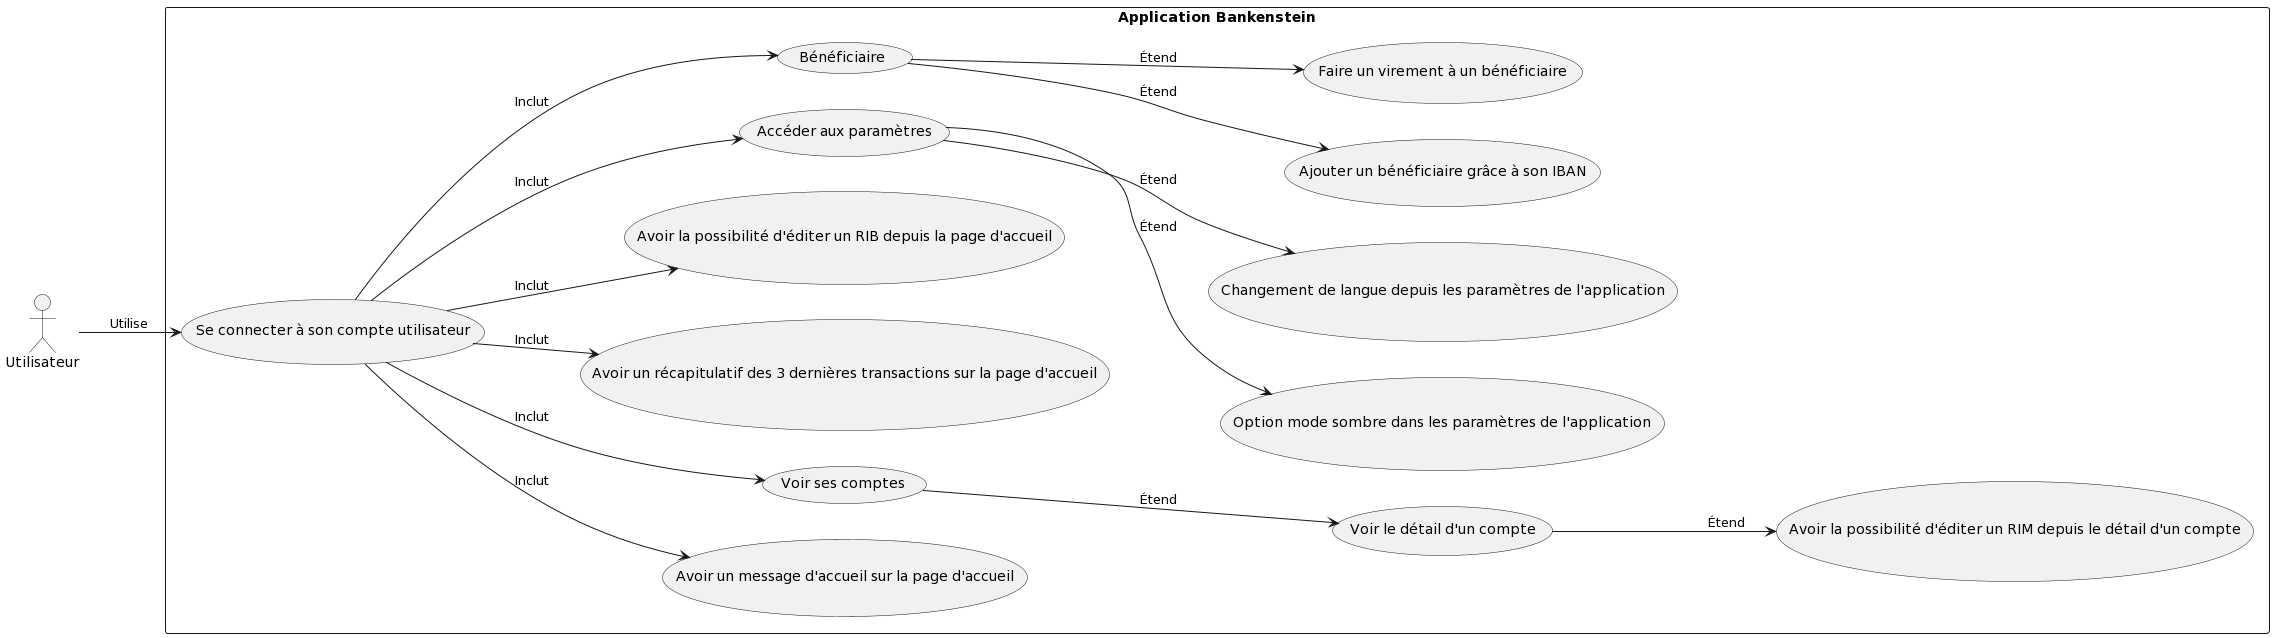 Application Bankenstein
Bénéficiaire
Étend
Faire un virement à un bénéficiaire
Étend
Inclut
Accéder aux paramètres
Ajouter un bénéficiaire grâce à son IBAN
Inclut
Étend
Étend
Avoir la possibilité d'éditer un RIB depuis la page d'accueil
Inclut
Changement de langue depuis les paramètres de l'application
Utilisateur
Utilise
Se connecter à son compte utilisateur
Inclut
Avoir un récapitulatif des 3 dernières transactions sur la page d'accueil
Inclut
Option mode sombre dans les paramètres de l'application
Inclut
Voir ses comptes
Étend
Voir le détail d'un compte
Étend
Avoir la possibilité d'éditer un RIM depuis le détail d'un compte
Avoir un message d'accueil sur la page d'accueil